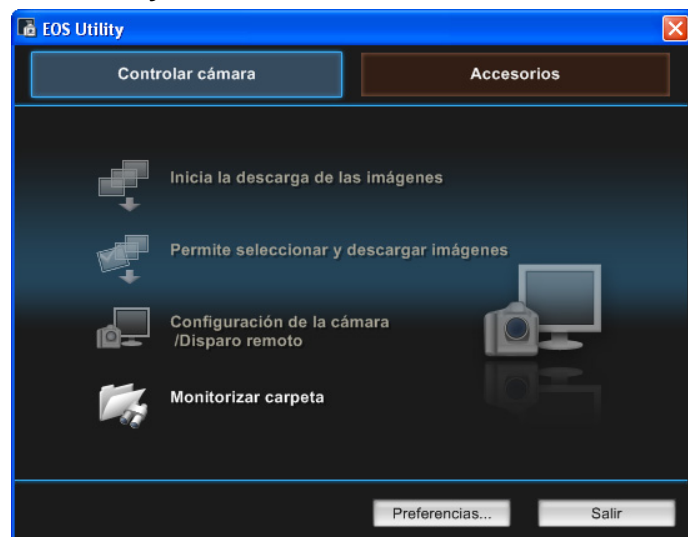 EOS Utility
Controlar cámara
Accesorios
Inicia la descarga de las imágenes
Permite seleccionar y descargar imágenes
Configuración de la cámara
/Disparo remoto
Monitorizar carpeta
Preferencias...
Salir